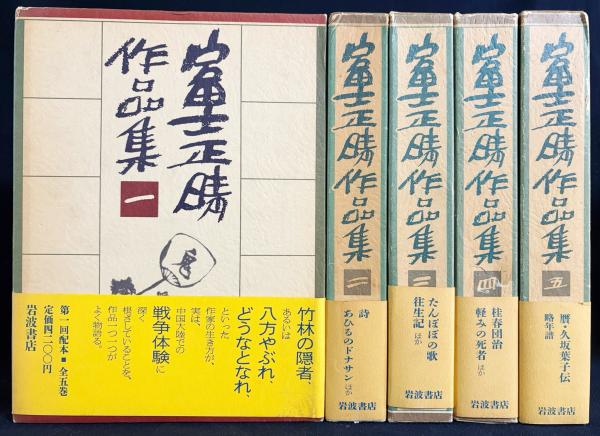 富士正晴
作品集
一
竹林の隠者、
あるいは
八方やぶれ、
どうなとなれ、
といった
作家の生き方が、
実は、
中国大陸での
戦争体験に
深く
根ざしていることを、
作品一つ一つが
よく物語る。
第一回配本■全五巻
定価四二〇〇円
岩波書店
富士正晴作品集
二
詩
あひるのドナサン ほか
岩波書店
富士正晴作品集
三
たんぽぽの歌
往生記 ほか
岩波書店
富士正晴作品集
四
桂春団治
軽みの死者 ほか
岩波書店
富士正晴作品集
五
暦・久坂葉子伝
略年譜
岩波書店